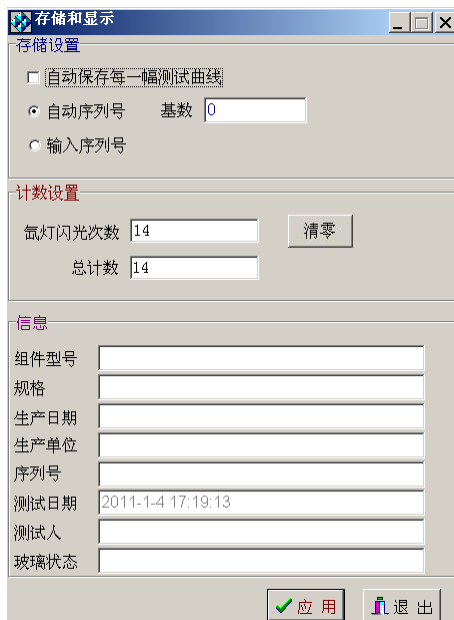 存储和显示
存储设置
自动保存每一幅测试曲线
自动序列号 基数 0
输入序列号
计数设置
氙灯闪光次数 14 清零
总计数 14
信息
组件型号
规格
生产日期
生产单位
序列号
测试日期 2011-1-4 17:19:13
测试人
玻璃状态
应 用 退 出